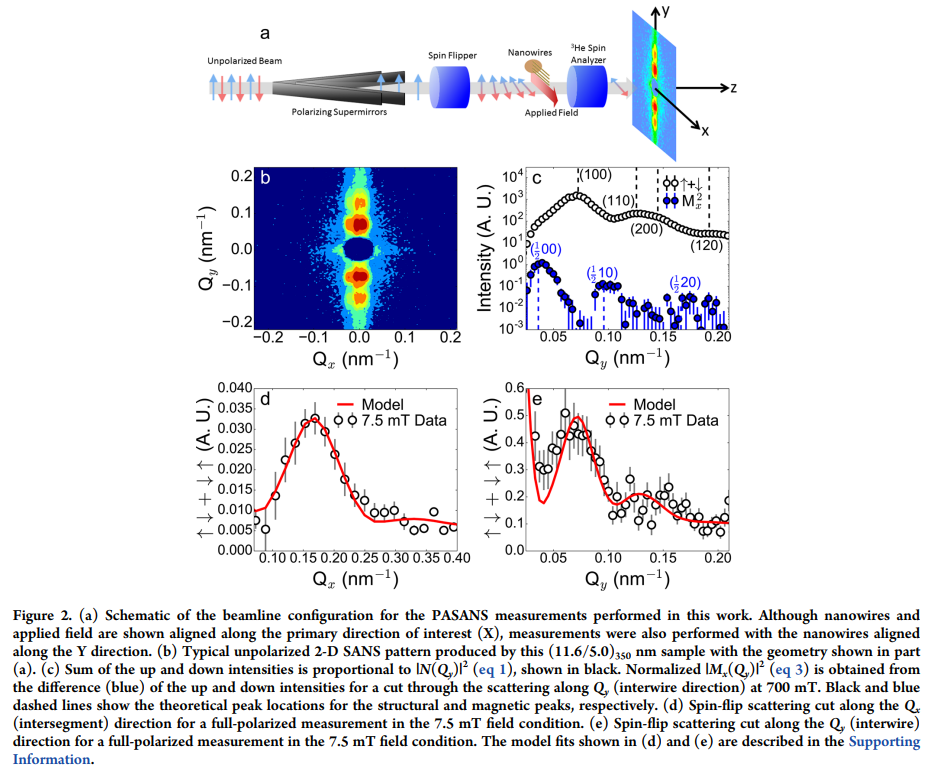 a
Unpolarized Beam
Polarizing Supermirrors
Spin Flipper
Nanowires
Applied Field
³He Spin
Analyzer
y
z
x
b
0.2
0.1
0.0
−0.1
−0.2
Q_y (nm⁻¹)
−0.2 −0.1 0.0 0.1 0.2
Q_x (nm⁻¹)
c
↑+↓
M_x²
(100)
(110)
(200)
(120)
(½00)
(½10)
(½20)
10⁴
10³
10²
10¹
10⁰
10⁻¹
10⁻²
10⁻³
Intensity (A. U.)
0.05 0.10 0.15 0.20
Q_y (nm⁻¹)
d
Model
7.5 mT Data
0.040
0.035
0.030
0.025
0.020
0.015
0.010
0.005
0.000
↑↓+↓↑ (A. U.)
0.10 0.15 0.20 0.25 0.30 0.35 0.40
Q_x (nm⁻¹)
e
Model
7.5 mT Data
0.6
0.5
0.4
0.3
0.2
0.1
0.0
↑↓+↓↑ (A. U.)
0.05 0.10 0.15 0.20
Q_y (nm⁻¹)
Figure 2. (a) Schematic of the beamline configuration for the PASANS measurements performed in this work. Although nanowires and
applied field are shown aligned along the primary direction of interest (X), measurements were also performed with the nanowires aligned
along the Y direction. (b) Typical unpolarized 2-D SANS pattern produced by this (11.6/5.0)₃₅₀ nm sample with the geometry shown in part
(a). (c) Sum of the up and down intensities is proportional to |N(Q_y)|² (eq 1), shown in black. Normalized |M_x(Q_y)|² (eq 3) is obtained from
the difference (blue) of the up and down intensities for a cut through the scattering along Q_y (interwire direction) at 700 mT. Black and blue
dashed lines show the theoretical peak locations for the structural and magnetic peaks, respectively. (d) Spin-flip scattering cut along the Q_x
(intersegment) direction for a full-polarized measurement in the 7.5 mT field condition. (e) Spin-flip scattering cut along the Q_y (interwire)
direction for a full-polarized measurement in the 7.5 mT field condition. The model fits shown in (d) and (e) are described in the Supporting
Information.